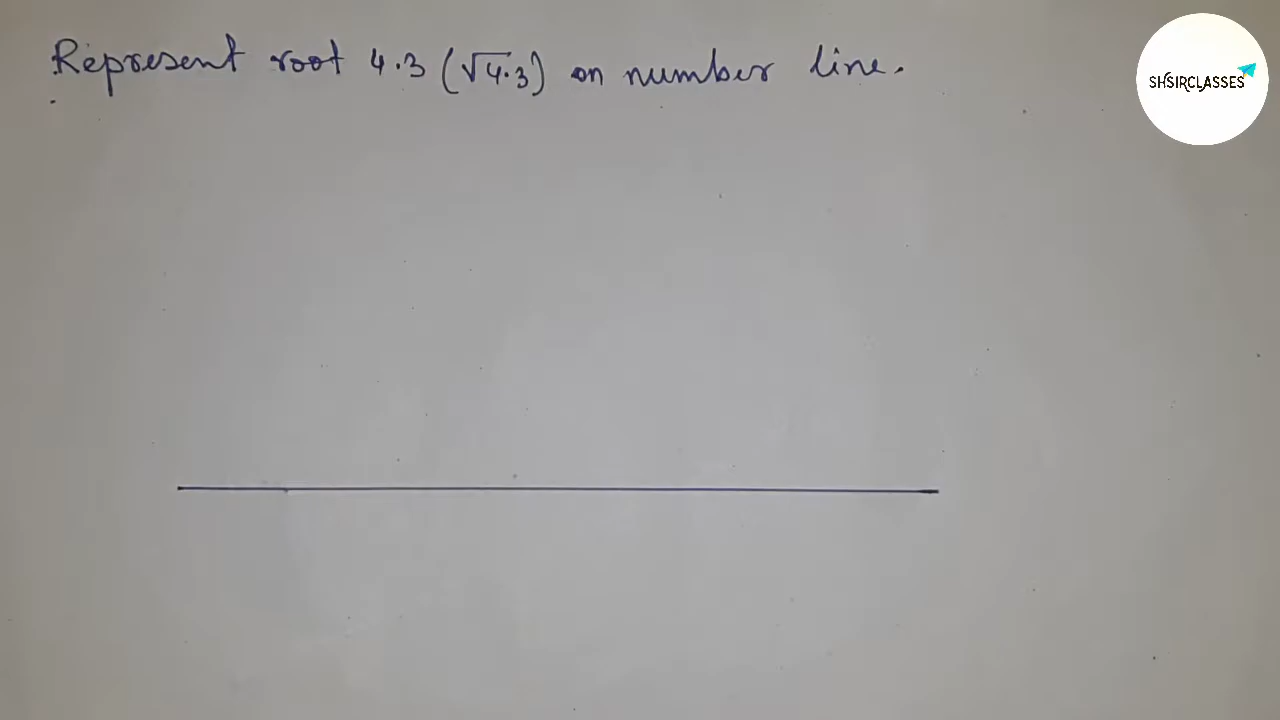 Represent root 4.3 (√4.3) on number line.
SHSIRCLASSES